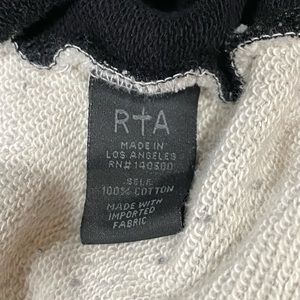 R†A
MADE IN
LOS ANGELES
RN# 140300
SELF
100% COTTON
MADE WITH
IMPORTED
FABRIC